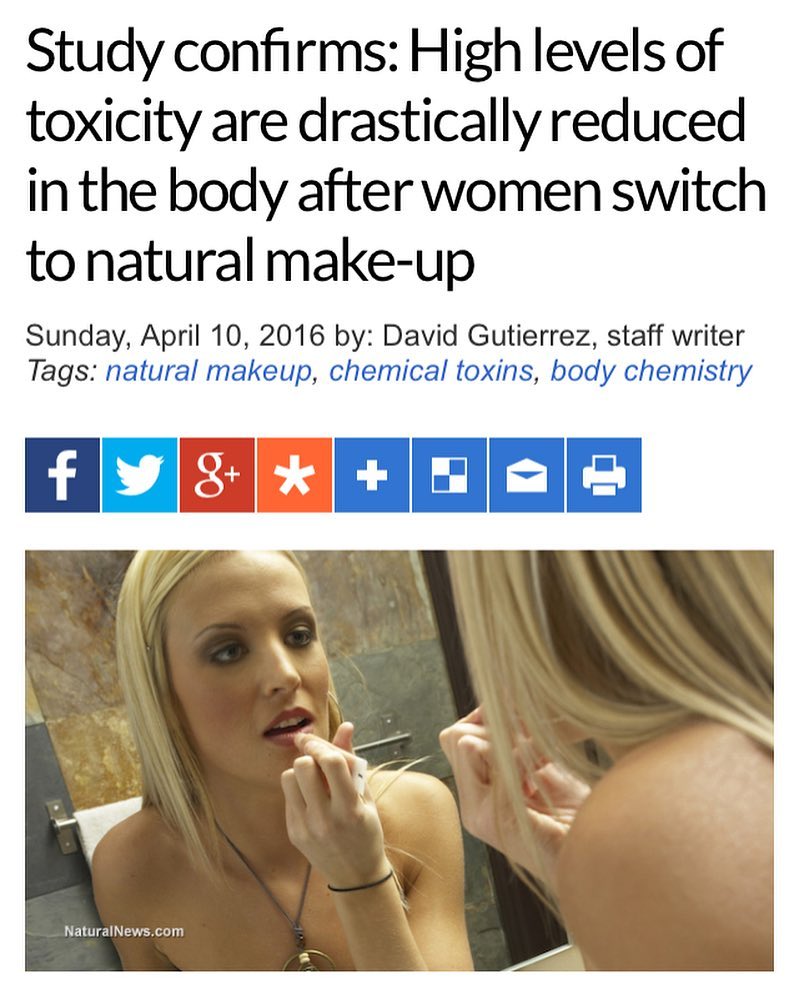 Study confirms: High levels of
toxicity are drastically reduced
in the body after women switch
to natural make-up
Sunday, April 10, 2016 by: David Gutierrez, staff writer
Tags: natural makeup, chemical toxins, body chemistry
f
g+
NaturalNews.com